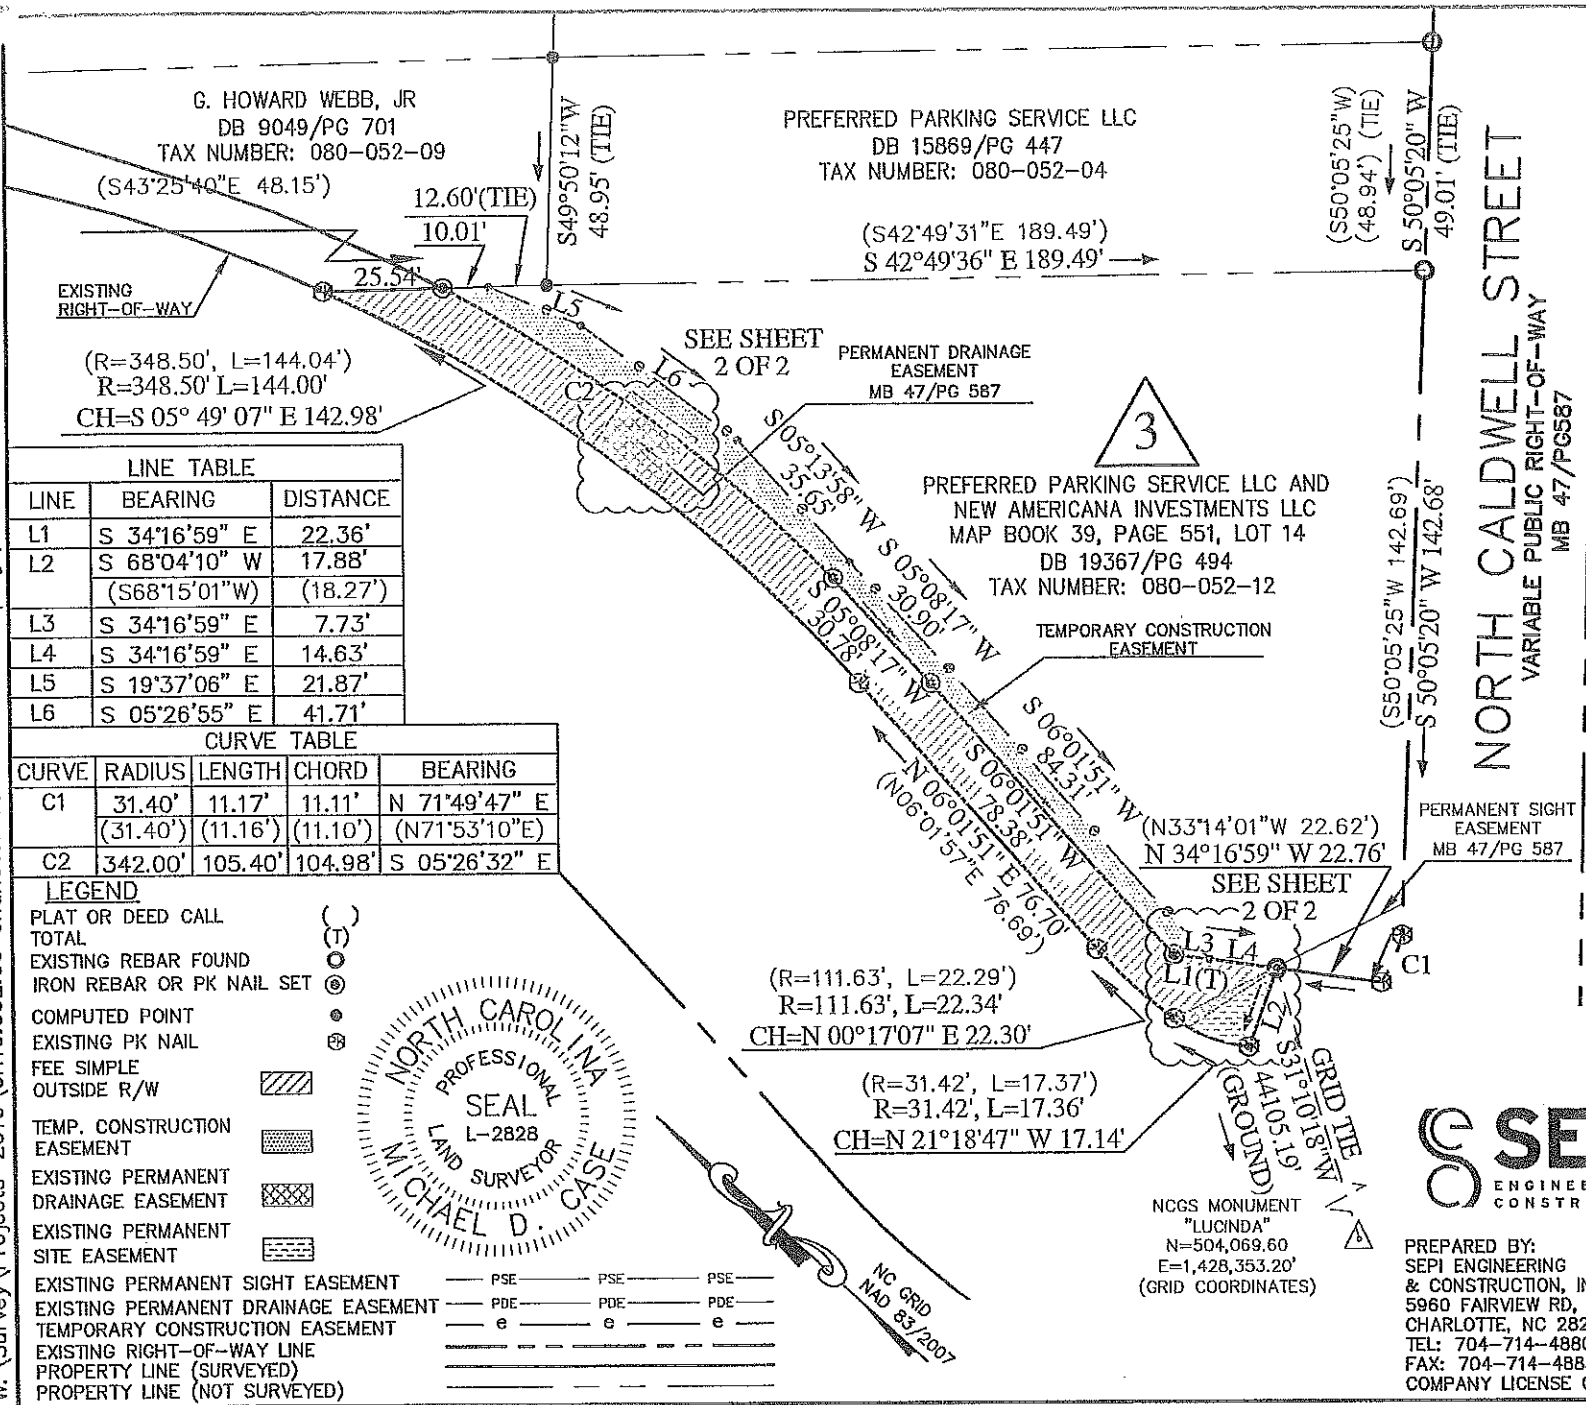 G. HOWARD WEBB, JR
DB 9049/PG 701
TAX NUMBER: 080-052-09
(S43°25'40"E 48.15')
12.60'(TIE)
10.01'
25.54'
S49°50'12"W
48.95' (TIE)
PREFERRED PARKING SERVICE LLC
DB 15869/PG 447
TAX NUMBER: 080-052-04
(S42°49'31"E 189.49')
S 42°49'36" E 189.49'
(S50°05'25"W)
(48.94') (TIE)
S 50°05'20" W
49.01' (TIE)
NORTH CALDWELL STREET
VARIABLE PUBLIC RIGHT-OF-WAY
MB 47/PG587
EXISTING
RIGHT-OF-WAY
(R=348.50', L=144.04')
R=348.50' L=144.00'
CH=S 05° 49' 07" E 142.98'
L5
L6
C2
SEE SHEET
2 OF 2
PERMANENT DRAINAGE
EASEMENT
MB 47/PG 587
3
PREFERRED PARKING SERVICE LLC AND
NEW AMERICANA INVESTMENTS LLC
MAP BOOK 39, PAGE 551, LOT 14
DB 19367/PG 494
TAX NUMBER: 080-052-12
S 05°13'58" W
35.65'
S 05°08'17" W
30.90'
S 05°08'17" W
30.78'
TEMPORARY CONSTRUCTION
EASEMENT
(S50°05'25"W 142.69')
S 50°05'20" W 142.68'
LINE TABLE
LINE BEARING DISTANCE
L1 S 34°16'59" E 22.36'
L2 S 68°04'10" W 17.88'
(S68°15'01"W) (18.27')
L3 S 34°16'59" E 7.73'
L4 S 34°16'59" E 14.63'
L5 S 19°37'06" E 21.87'
L6 S 05°26'55" E 41.71'
CURVE TABLE
CURVE RADIUS LENGTH CHORD BEARING
C1 31.40' 11.17' 11.11' N 71°49'47" E
(31.40') (11.16') (11.10') (N71°53'10"E)
C2 342.00' 105.40' 104.98' S 05°26'32" E
S 06°01'51" W
84.31'
S 06°01'51" W
78.38'
N 06°01'51" E 76.70'
(N06°01'57"E 76.69')
(N33°14'01"W 22.62')
N 34°16'59" W 22.76'
SEE SHEET
2 OF 2
PERMANENT SIGHT
EASEMENT
MB 47/PG 587
L3
L4
L1(T)
L2
C1
(R=111.63', L=22.29')
R=111.63', L=22.34'
CH=N 00°17'07" E 22.30'
(R=31.42', L=17.37')
R=31.42', L=17.36'
CH=N 21°18'47" W 17.14'
GRID TIE
S31°10'18"W
44105.19'
(GROUND)
NCGS MONUMENT
"LUCINDA"
N=504,069.60
E=1,428,353.20'
(GRID COORDINATES)
LEGEND
PLAT OR DEED CALL ( )
TOTAL (T)
EXISTING REBAR FOUND
IRON REBAR OR PK NAIL SET
COMPUTED POINT
EXISTING PK NAIL
FEE SIMPLE
OUTSIDE R/W
TEMP. CONSTRUCTION
EASEMENT
EXISTING PERMANENT
DRAINAGE EASEMENT
EXISTING PERMANENT
SITE EASEMENT
EXISTING PERMANENT SIGHT EASEMENT PSE PSE PSE
EXISTING PERMANENT DRAINAGE EASEMENT PDE PDE PDE
TEMPORARY CONSTRUCTION EASEMENT e e e
EXISTING RIGHT-OF-WAY LINE
PROPERTY LINE (SURVEYED)
PROPERTY LINE (NOT SURVEYED)
NORTH CAROLINA
PROFESSIONAL
SEAL
L-2828
LAND SURVEYOR
MICHAEL D. CASE
NC GRID
NAD 83/2007
SE
ENGINEE
CONSTR
PREPARED BY:
SEPI ENGINEERING
& CONSTRUCTION, IN
5960 FAIRVIEW RD,
CHARLOTTE, NC 282
TEL: 704-714-4880
FAX: 704-714-488
COMPANY LICENSE